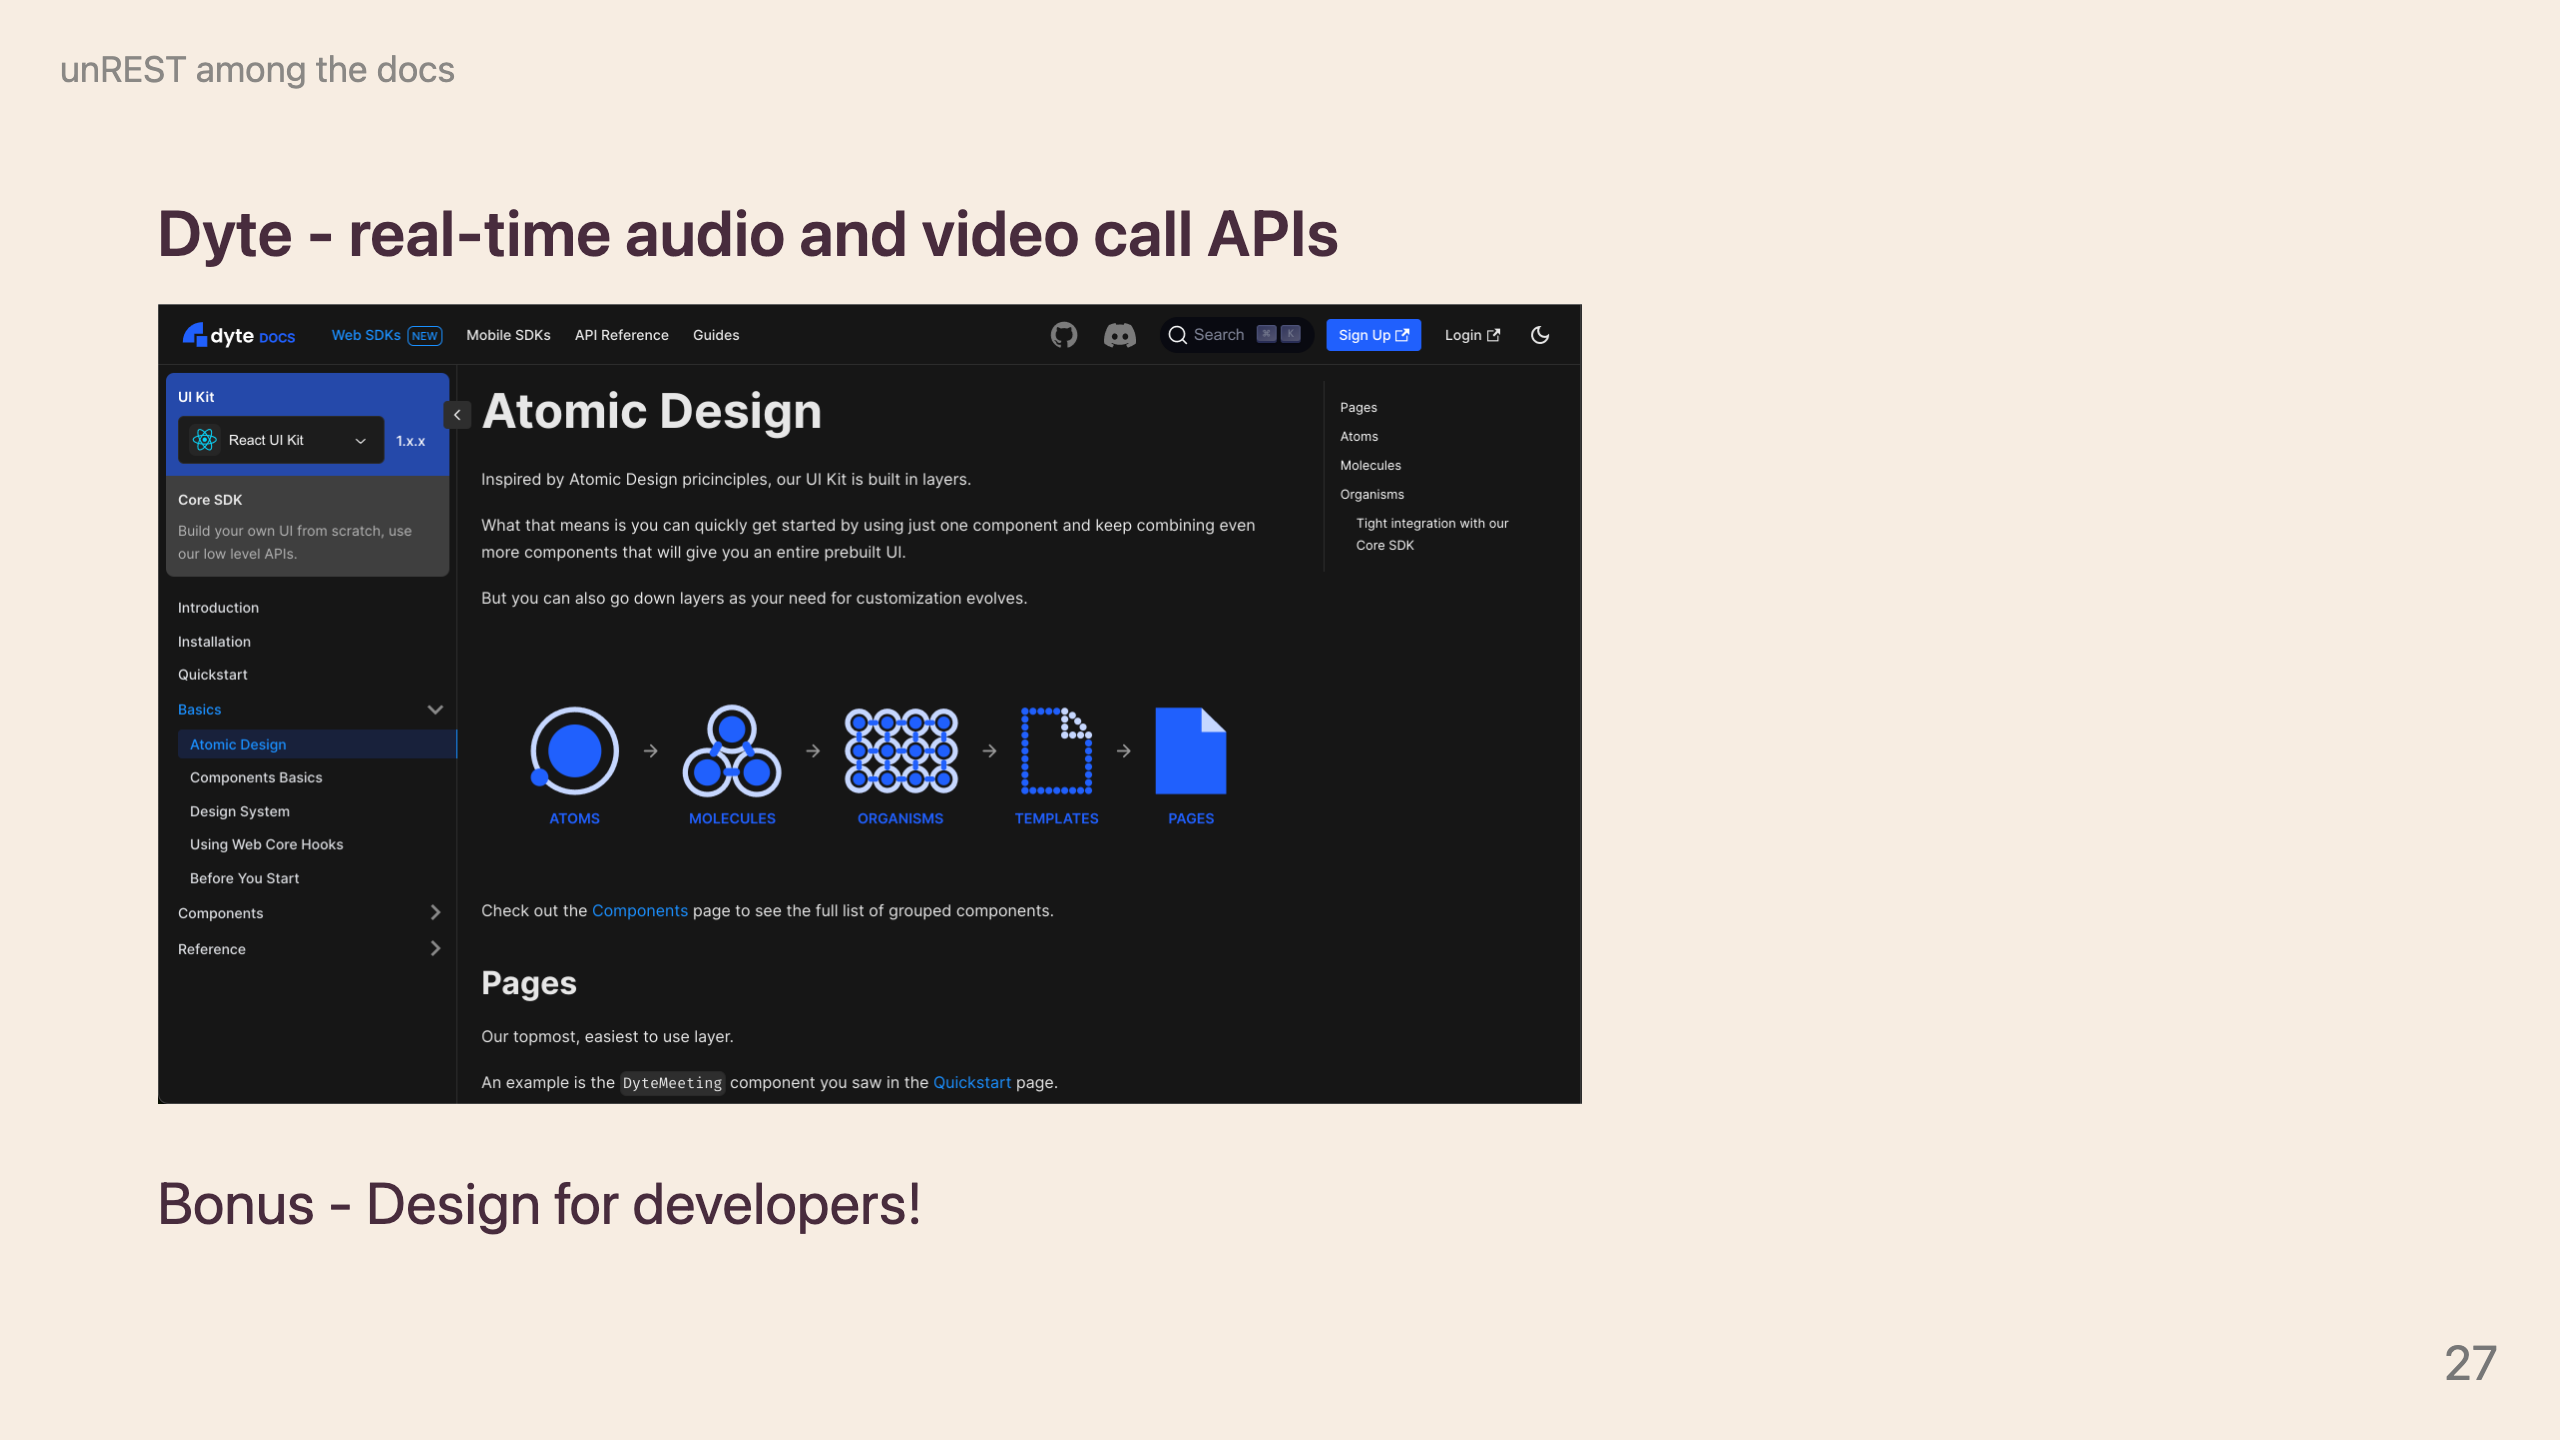 unREST among the docs
Dyte - real-time audio and video call APIs
dyte DOCS
Web SDKs NEW
Mobile SDKs
API Reference
Guides
Search ⌘ K
Sign Up
Login
UI Kit
React UI Kit
1.x.x
Core SDK
Build your own UI from scratch, use
our low level APIs.
Introduction
Installation
Quickstart
Basics
Atomic Design
Components Basics
Design System
Using Web Core Hooks
Before You Start
Components
Reference
Atomic Design
Inspired by Atomic Design pricinciples, our UI Kit is built in layers.
What that means is you can quickly get started by using just one component and keep combining even
more components that will give you an entire prebuilt UI.
But you can also go down layers as your need for customization evolves.
ATOMS
MOLECULES
ORGANISMS
TEMPLATES
PAGES
Check out the Components page to see the full list of grouped components.
Pages
Our topmost, easiest to use layer.
An example is the DyteMeeting component you saw in the Quickstart page.
Pages
Atoms
Molecules
Organisms
Tight integration with our
Core SDK
Bonus - Design for developers!
27